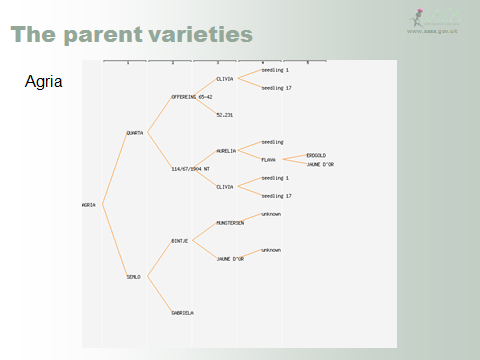 The parent varieties
www.sasa.gov.uk
Agria
1 2 3 4 5
seedling 1
CLIVIA
seedling 17
OFFEREINS 65-42
52.231
QUARTA
seedling
AURELIA
ERDGOLD
FLAVA
JAUNE D'OR
114/67/1904 NT
seedling 1
CLIVIA
seedling 17
AGRIA
unknown
MUNSTERSEN
BINTJE
unknown
JAUNE D'OR
SEMLO
GABRIELA